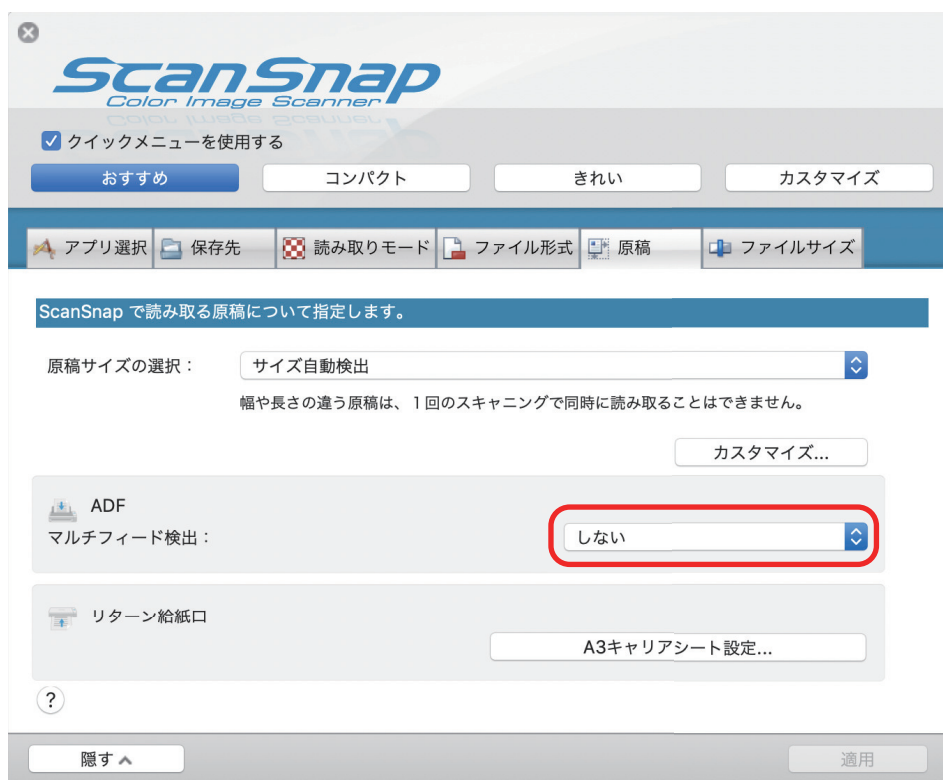 ScanSnap
Color Image Scanner
クイックメニューを使用する
おすすめ
コンパクト
きれい
カスタマイズ
アプリ選択
保存先
読み取りモード
ファイル形式
原稿
ファイルサイズ
ScanSnap で読み取る原稿について指定します。
原稿サイズの選択：
サイズ自動検出
幅や長さの違う原稿は、1回のスキャニングで同時に読み取ることはできません。
カスタマイズ...
ADF
マルチフィード検出：
しない
リターン給紙口
A3キャリアシート設定...
?
隠す
適用